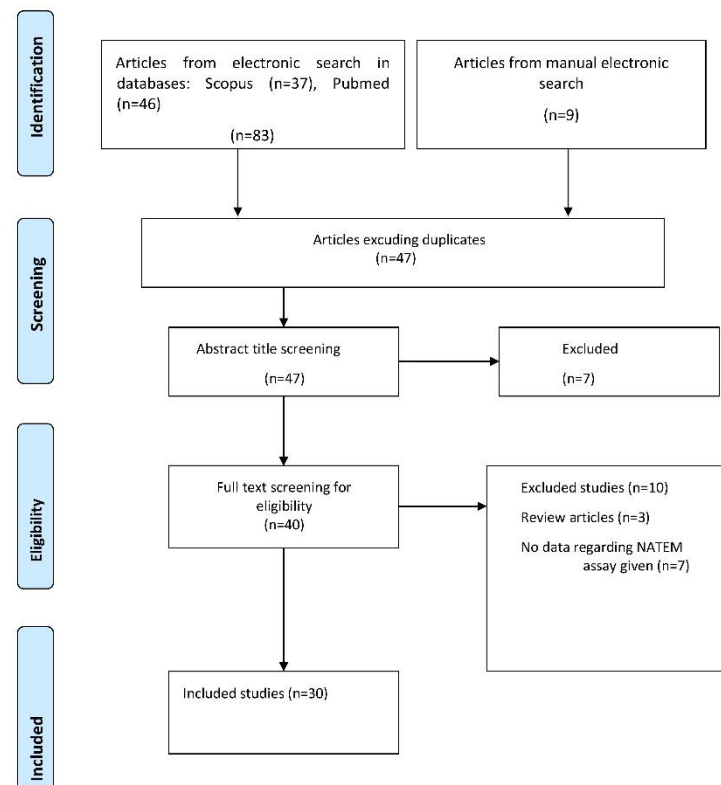 Identification
Articles from electronic search in
databases: Scopus (n=37), Pubmed
(n=46)
(n=83)
Articles from manual electronic
search
(n=9)
Screening
Articles excuding duplicates
(n=47)
Abstract title screening
(n=47)
Excluded
(n=7)
Eligibility
Full text screening for
eligibility
(n=40)
Excluded studies (n=10)
Review articles (n=3)
No data regarding NATEM
assay given (n=7)
Included
Included studies (n=30)